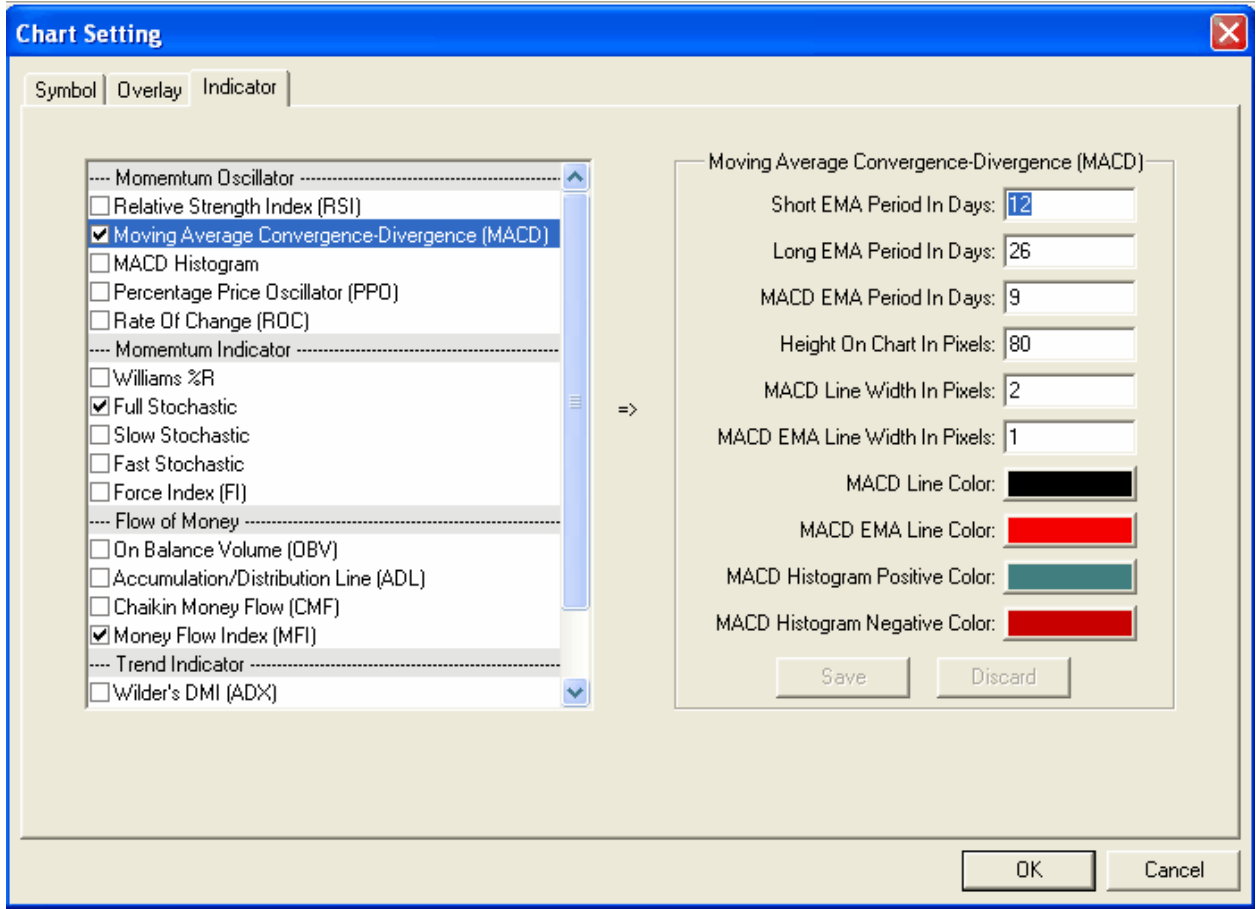 Chart Setting
Symbol Overlay Indicator
---- Momemtum Oscillator ----
Relative Strength Index (RSI)
Moving Average Convergence-Divergence (MACD)
MACD Histogram
Percentage Price Oscillator (PPO)
Rate Of Change (ROC)
---- Momemtum Indicator ----
Williams %R
Full Stochastic
Slow Stochastic
Fast Stochastic
Force Index (FI)
---- Flow of Money ----
On Balance Volume (OBV)
Accumulation/Distribution Line (ADL)
Chaikin Money Flow (CMF)
Money Flow Index (MFI)
---- Trend Indicator ----
Wilder's DMI (ADX)
=>
Moving Average Convergence-Divergence (MACD)
Short EMA Period In Days: 12
Long EMA Period In Days: 26
MACD EMA Period In Days: 9
Height On Chart In Pixels: 80
MACD Line Width In Pixels: 2
MACD EMA Line Width In Pixels: 1
MACD Line Color:
MACD EMA Line Color:
MACD Histogram Positive Color:
MACD Histogram Negative Color:
Save Discard
OK Cancel